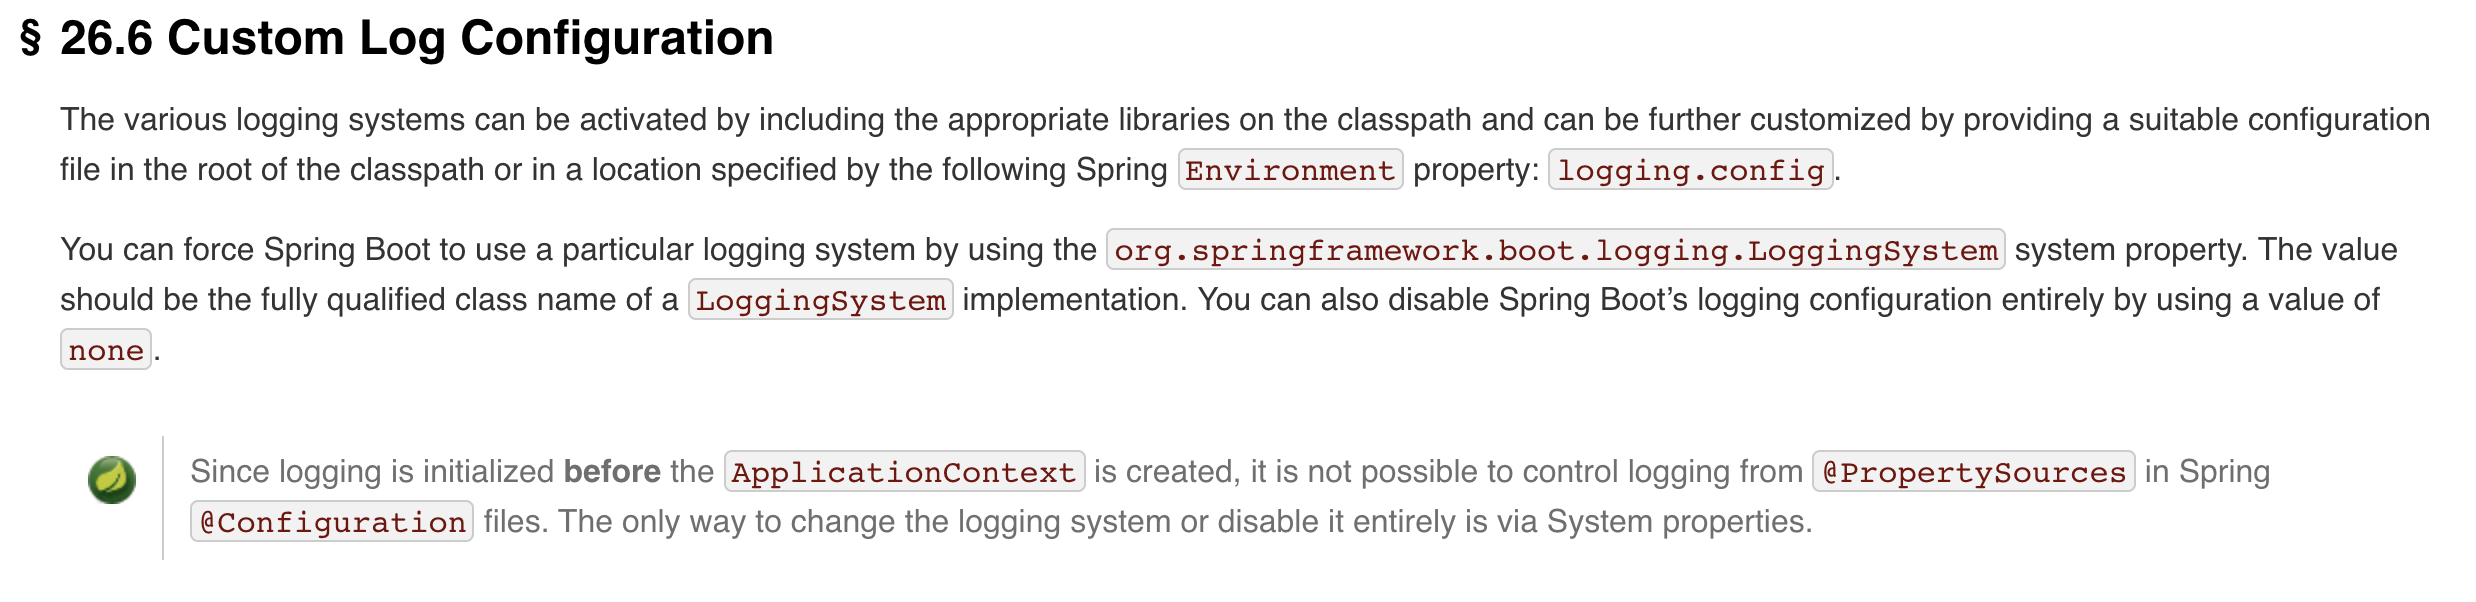 § 26.6 Custom Log Configuration
The various logging systems can be activated by including the appropriate libraries on the classpath and can be further customized by providing a suitable configuration
file in the root of the classpath or in a location specified by the following Spring Environment property: logging.config.
You can force Spring Boot to use a particular logging system by using the org.springframework.boot.logging.LoggingSystem system property. The value
should be the fully qualified class name of a LoggingSystem implementation. You can also disable Spring Boot’s logging configuration entirely by using a value of
none.
Since logging is initialized before the ApplicationContext is created, it is not possible to control logging from @PropertySources in Spring
@Configuration files. The only way to change the logging system or disable it entirely is via System properties.